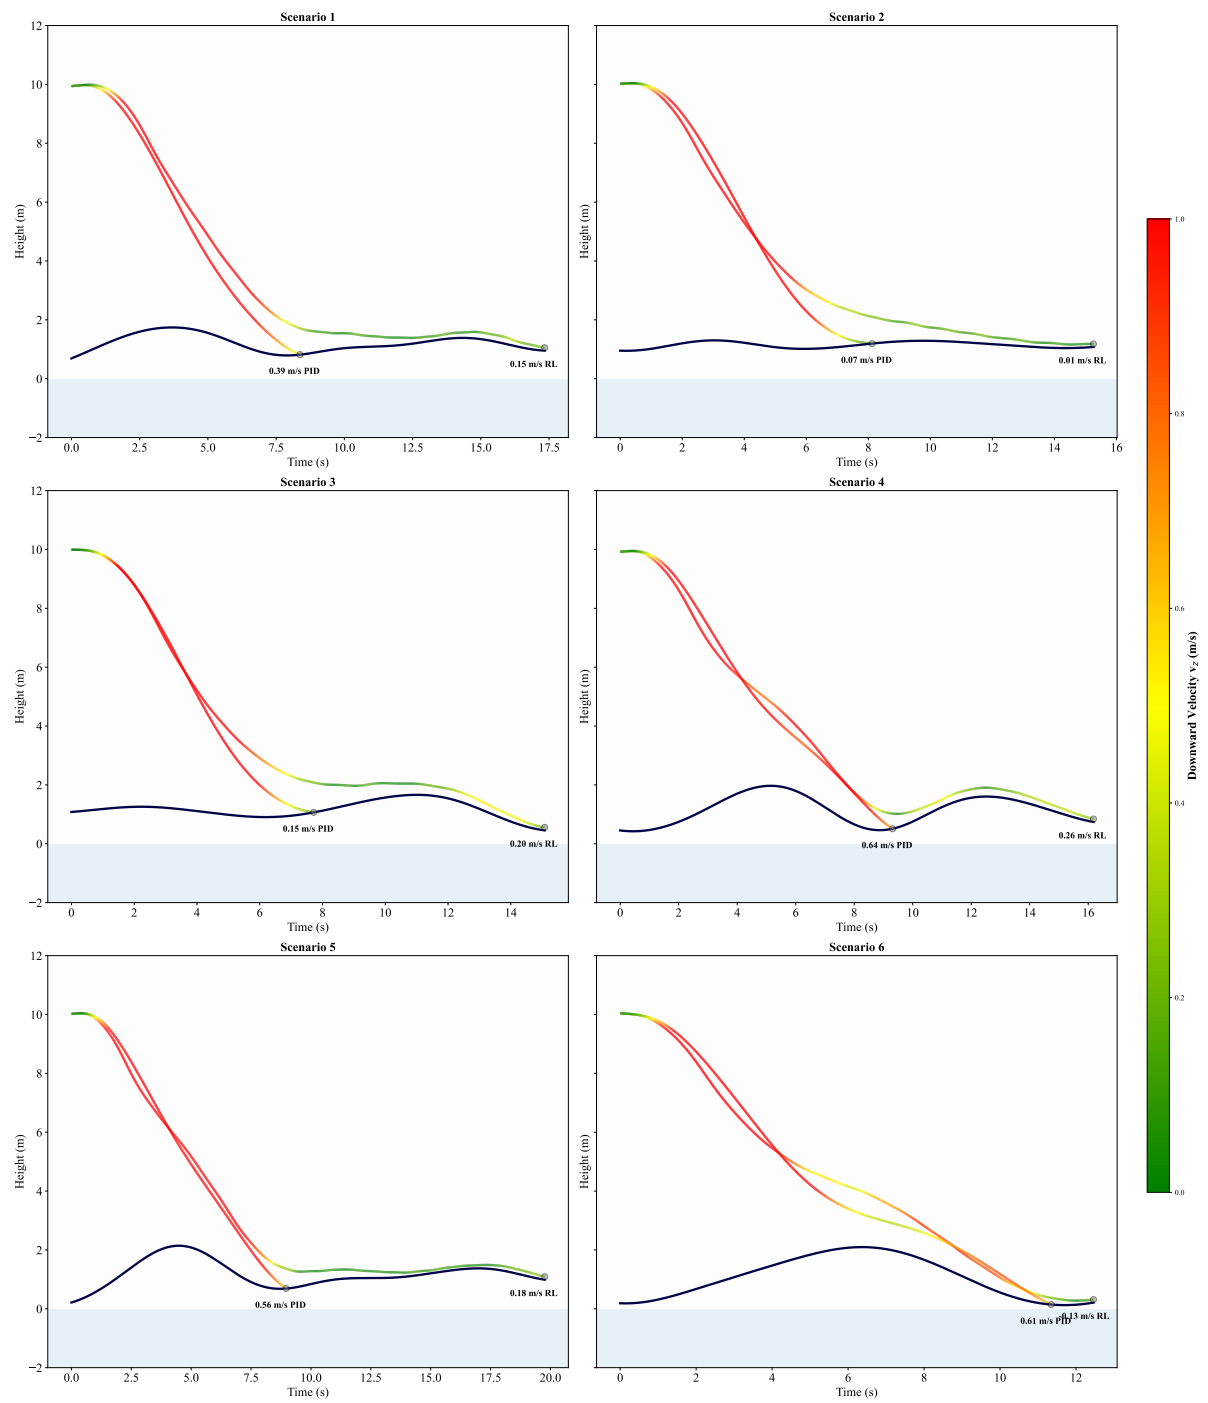 Scenario 1
12
10
8
6
4
2
0
−2
Height (m)
0.39 m/s PID
0.15 m/s RL
0.0 2.5 5.0 7.5 10.0 12.5 15.0 17.5
Time (s)
Scenario 2
Height (m)
0.07 m/s PID
0.01 m/s RL
0 2 4 6 8 10 12 14 16
Time (s)
Scenario 3
12
10
8
6
4
2
0
−2
Height (m)
0.15 m/s PID
0.20 m/s RL
0 2 4 6 8 10 12 14
Time (s)
Scenario 4
Height (m)
0.64 m/s PID
0.26 m/s RL
0 2 4 6 8 10 12 14 16
Time (s)
Scenario 5
12
10
8
6
4
2
0
−2
Height (m)
0.56 m/s PID
0.18 m/s RL
0.0 2.5 5.0 7.5 10.0 12.5 15.0 17.5 20.0
Time (s)
Scenario 6
Height (m)
0.61 m/s PID
m/s RL
0 2 4 6 8 10 12
Time (s)
1.0
0.8
0.6
0.4
0.2
0.0
Downward Velocity vz (m/s)